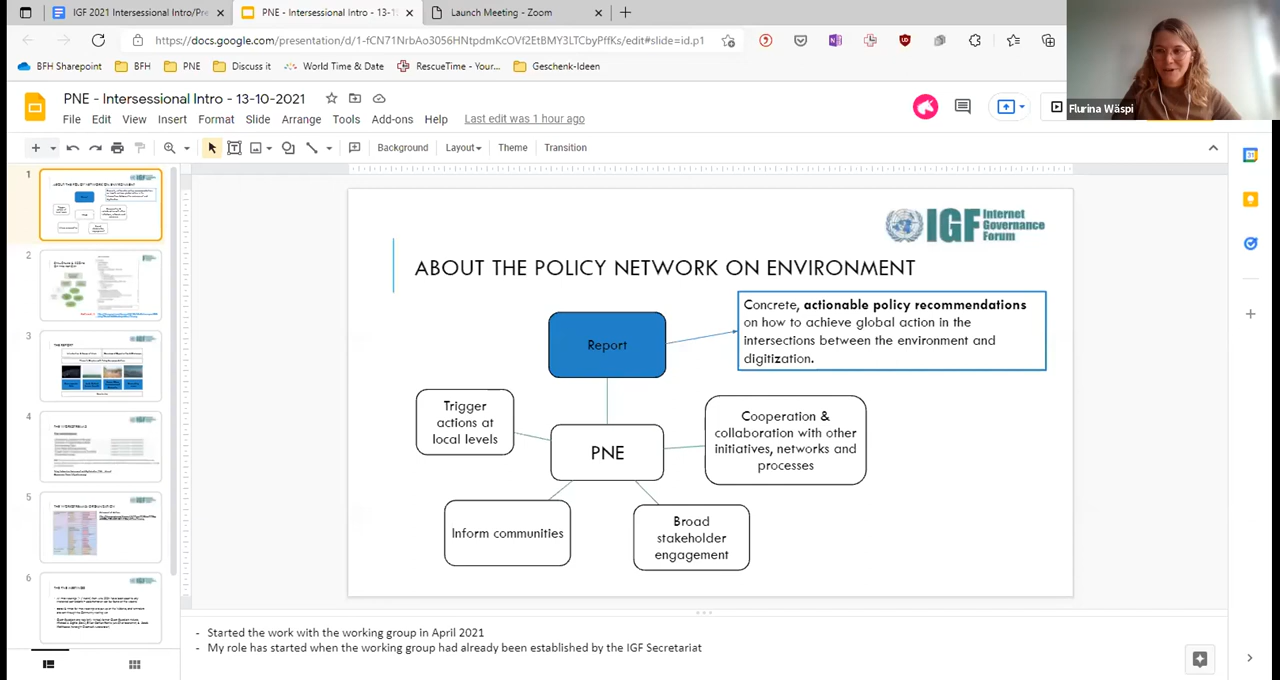 IGF 2021 Intersessional Intro/Pre
PNE - Intersessional Intro - 13-1
Launch Meeting - Zoom
https://docs.google.com/presentation/d/1-fCN71NrbAo3056HNtpdmKcOVf2EtBMY3LTCbyPffKs/edit#slide=id.p1
BFH Sharepoint
BFH
PNE
Discuss it
World Time & Date
RescueTime - Your...
Geschenk-Ideen
Flurina Wäspi
PNE - Intersessional Intro - 13-10-2021
File Edit View Insert Format Slide Arrange Tools Add-ons Help Last edit was 1 hour ago
Background Layout Theme Transition
1
2
3
4
5
6
IGF Internet
Governance
Forum
ABOUT THE POLICY NETWORK ON ENVIRONMENT
Concrete, actionable policy recommendations
on how to achieve global action in the
intersections between the environment and
digitization.
Report
Trigger
actions at
local levels
PNE
Cooperation &
collaboration with other
initiatives, networks and
processes
Inform communities
Broad
stakeholder
engagement
- Started the work with the working group in April 2021
- My role has started when the working group had already been established by the IGF Secretariat